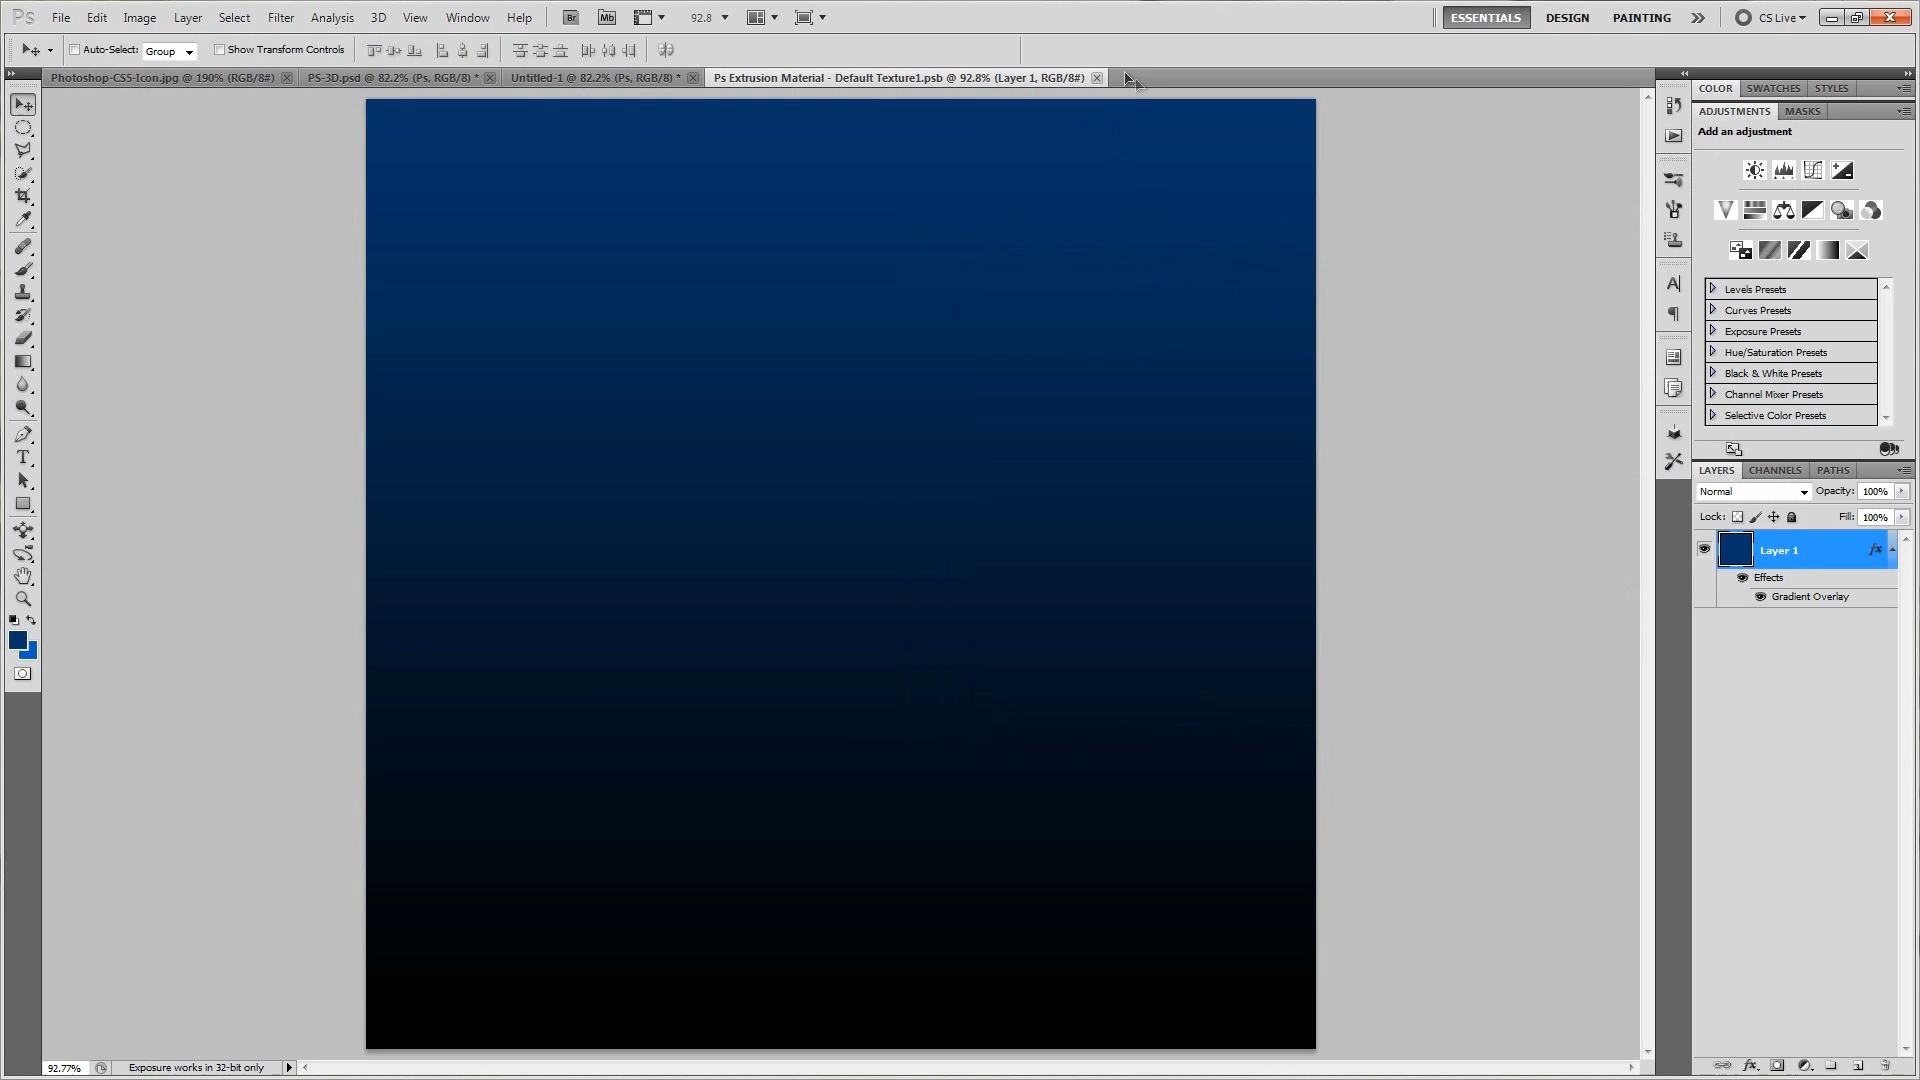 Ps File Edit Image Layer Select Filter Analysis 3D View Window Help Br Mb 92.8 ESSENTIALS DESIGN PAINTING CS Live
Auto-Select: Group Show Transform Controls
Photoshop-CS5-Icon.jpg @ 190% (RGB/8#) PS-3D.psd @ 82.2% (Ps, RGB/8) * Untitled-1 @ 82.2% (Ps, RGB/8) * Ps Extrusion Material - Default Texture1.psb @ 92.8% (Layer 1, RGB/8#)
COLOR SWATCHES STYLES
ADJUSTMENTS MASKS
Add an adjustment
Levels Presets
Curves Presets
Exposure Presets
Hue/Saturation Presets
Black & White Presets
Channel Mixer Presets
Selective Color Presets
LAYERS CHANNELS PATHS
Normal Opacity: 100%
Lock: Fill: 100%
Layer 1 fx
Effects
Gradient Overlay
92.77% Exposure works in 32-bit only